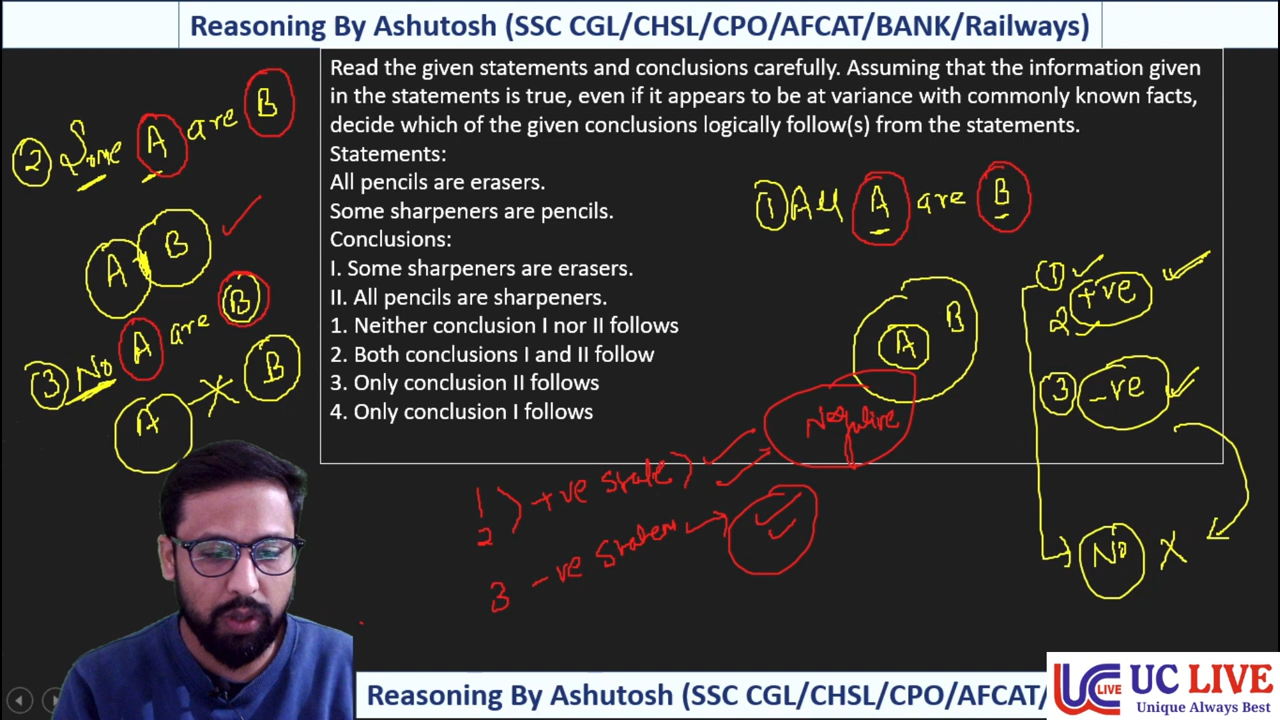 Reasoning By Ashutosh (SSC CGL/CHSL/CPO/AFCAT/BANK/Railways)
Read the given statements and conclusions carefully. Assuming that the information given
in the statements is true, even if it appears to be at variance with commonly known facts,
decide which of the given conclusions logically follow(s) from the statements.
Statements:
All pencils are erasers.
Some sharpeners are pencils.
Conclusions:
I. Some sharpeners are erasers.
II. All pencils are sharpeners.
1. Neither conclusion I nor II follows
2. Both conclusions I and II follow
3. Only conclusion II follows
4. Only conclusion I follows
2 Some A are B
A B
3 No A are B
A B
1 All A are B
A B
1
2 +ve
3 -ve
No X
Negative
1
2 +ve State
3 -ve Statem
Reasoning By Ashutosh (SSC CGL/CHSL/CPO/AFCAT/
UC LIVE
LIVE
Unique Always Best